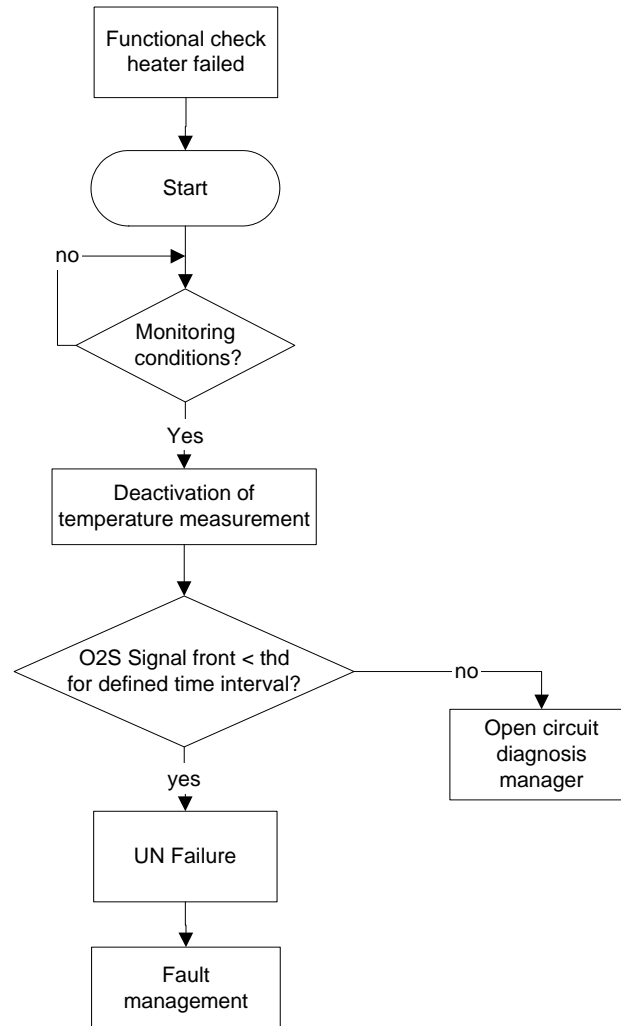 Functional check
heater failed
Start
no
Monitoring
conditions?
Yes
Deactivation of
temperature measurement
O2S Signal front < thd
for defined time interval?
no
Open circuit
diagnosis
manager
yes
UN Failure
Fault
management